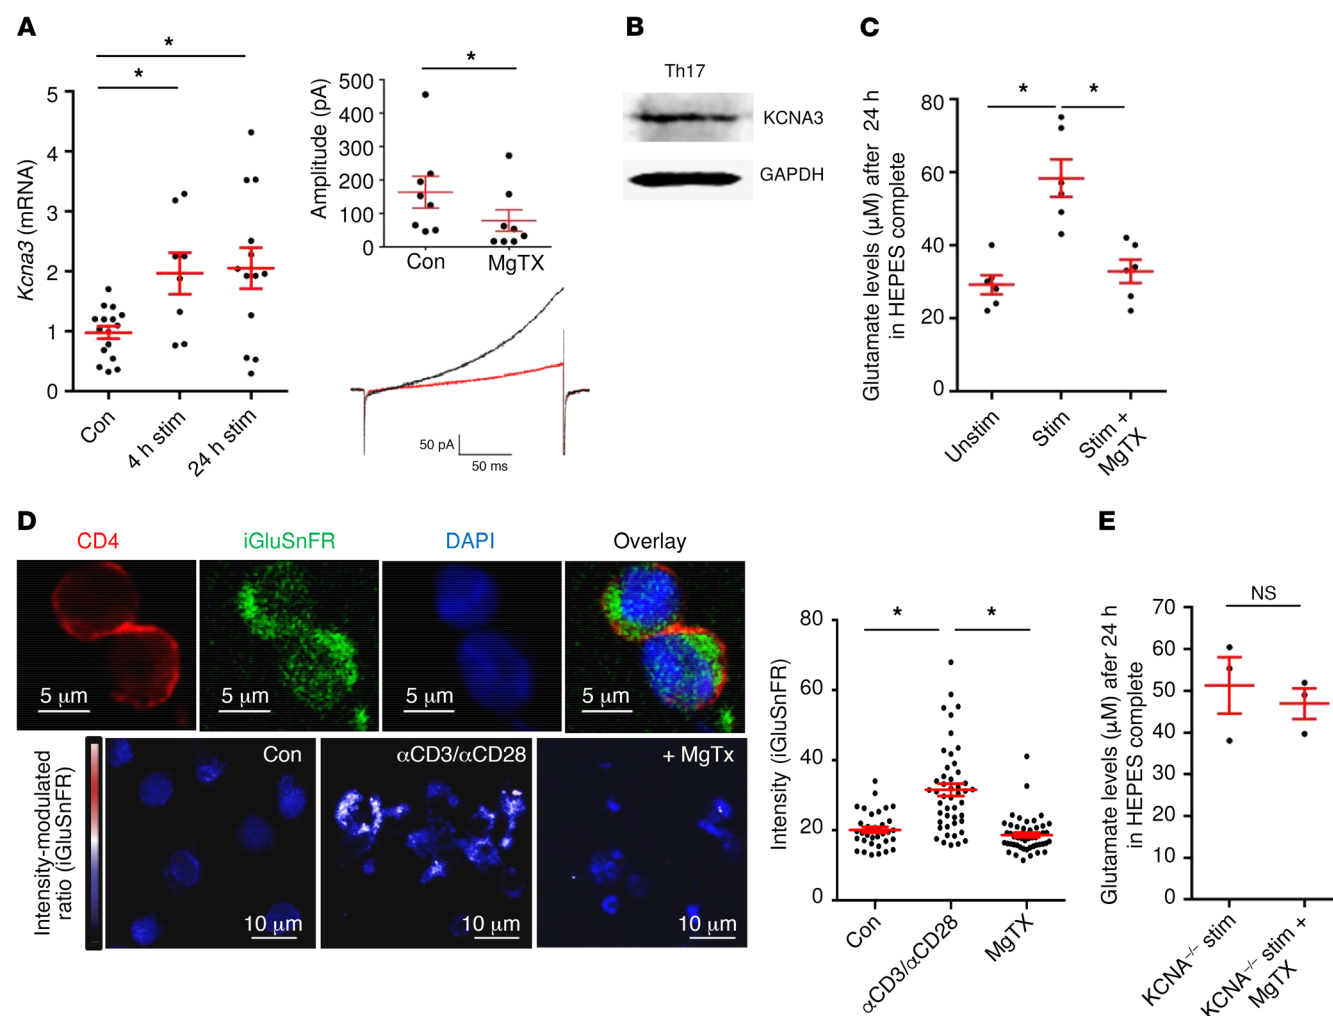 A
*
*
Kcna3 (mRNA)
5
4
3
2
1
0
Con
4 h stim
24 h stim
*
Amplitude (pA)
500
400
300
200
100
0
Con
MgTX
50 pA
50 ms
B
Th17
KCNA3
GAPDH
C
*
*
Glutamate levels (μM) after 24 h
in HEPES complete
80
60
40
20
0
Unstim
Stim
Stim +
MgTX
D
CD4
iGluSnFR
DAPI
Overlay
5 μm
5 μm
5 μm
5 μm
Intensity-modulated
ratio (iGluSnFR)
Con
αCD3/αCD28
+ MgTx
10 μm
10 μm
10 μm
*
*
Intensity (iGluSnFR)
80
60
40
20
0
Con
αCD3/αCD28
MgTX
E
NS
Glutamate levels (μM) afer 24 h
in HEPES complete
70
60
50
40
30
20
10
0
KCNA⁻/⁻ stim
KCNA⁻/⁻ stim +
MgTX